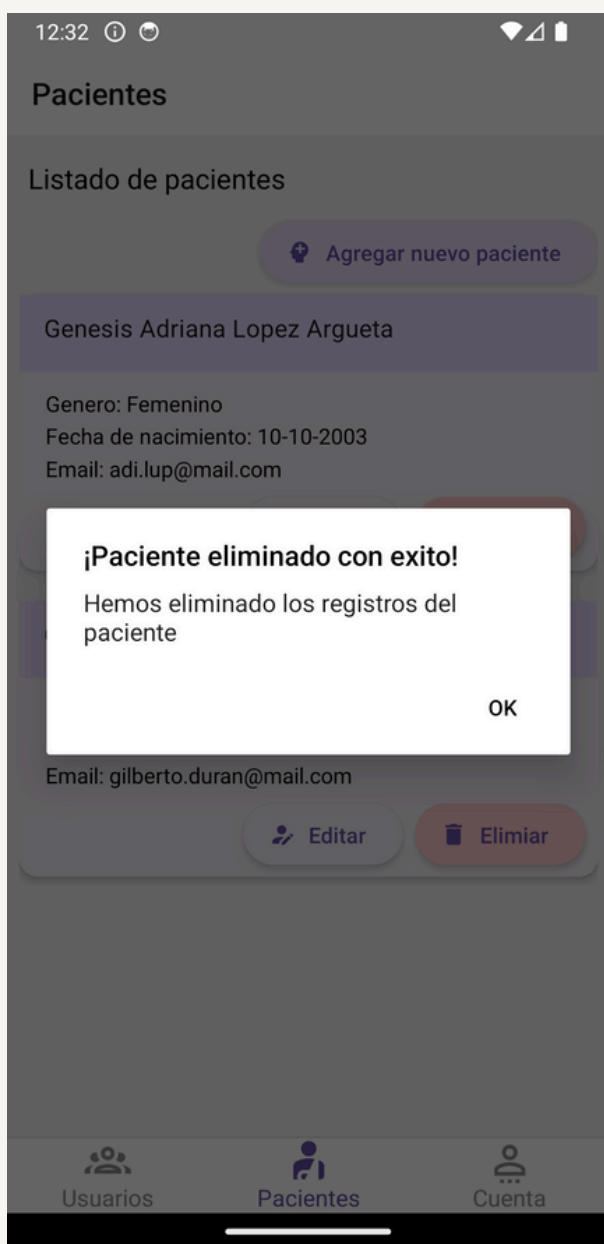 12:32
Pacientes
Listado de pacientes
Agregar nuevo paciente
Genesis Adriana Lopez Argueta
Genero: Femenino
Fecha de nacimiento: 10-10-2003
Email: adi.lup@mail.com
¡Paciente eliminado con exito!
Hemos eliminado los registros del
paciente
OK
Email: gilberto.duran@mail.com
Editar
Elimiar
Usuarios
Pacientes
Cuenta